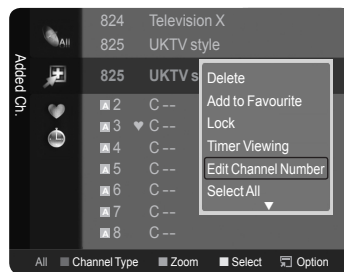 Added Ch.
All
824 Television X
825 UKTV style
825 UKTV s
A 2 C --
A 3 ♥ C --
A 4 C --
A 5 C --
A 6 C --
A 7 C --
A 8 C --
Delete
Add to Favourite
Lock
Timer Viewing
Edit Channel Number
Select All
▼
All Channel Type Zoom Select Option